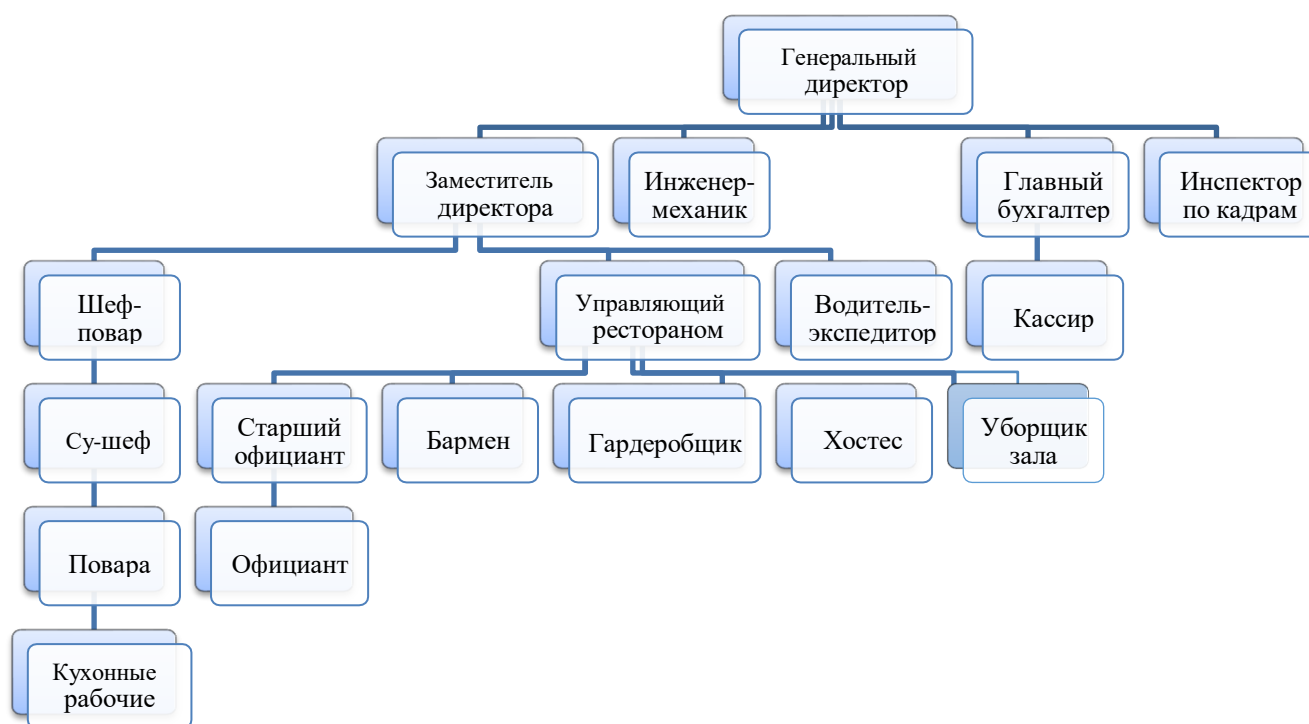 Генеральный
директор
Заместитель
директора
Инженер-
механик
Главный
бухгалтер
Инспектор
по кадрам
Шеф-
повар
Управляющий
рестораном
Водитель-
экспедитор
Кассир
Су-шеф
Старший
официант
Бармен
Гардеробщик
Хостес
Уборщик
зала
Повара
Официант
Кухонные
рабочие